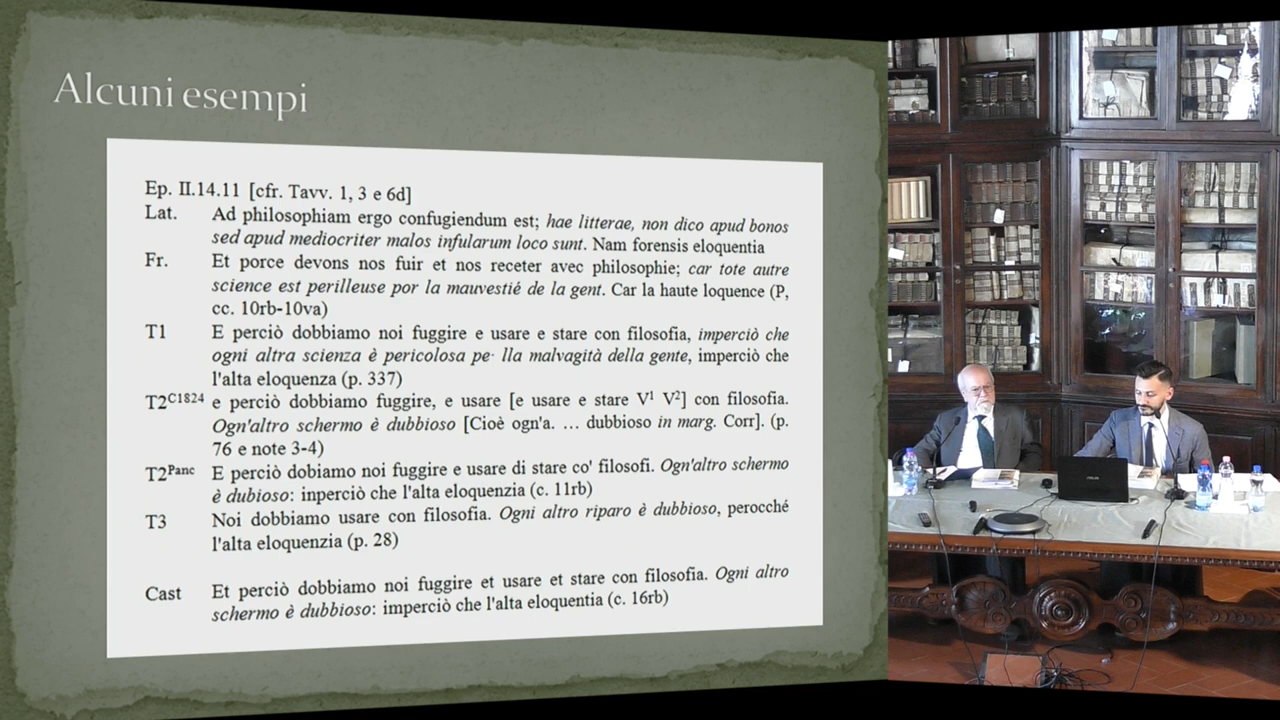 Alcuni esempi
Ep. II.14.11 [cfr. Tavv. 1, 3 e 6d]
Lat. Ad philosophiam ergo confugiendum est; hae litterae, non dico apud bonos
sed apud mediocriter malos infularum loco sunt. Nam forensis eloquentia
Fr. Et porce devons nos fuir et nos receter avec philosophie; car tote autre
science est perilleuse por la mauvestié de la gent. Car la haute loquence (P,
cc. 10rb-10va)
T1 E perciò dobbiamo noi fuggire e usare e stare con filosofia, imperciò che
ogni altra scienza è pericolosa pe· lla malvagità della gente, imperciò che
l'alta eloquenza (p. 337)
T2C1824 e perciò dobbiamo fuggire, e usare [e usare e stare V1 V2] con filosofia.
Ogn'altro schermo è dubbioso [Cioè ogn'a. … dubbioso in marg. Corr]. (p.
76 e note 3-4)
T2Panc E perciò dobiamo noi fuggire e usare di stare co' filosofi. Ogn'altro schermo
è dubioso: inperciò che l'alta eloquenzia (c. 11rb)
T3 Noi dobbiamo usare con filosofia. Ogni altro riparo è dubbioso, perocché
l'alta eloquenzia (p. 28)
Cast Et perciò dobbiamo noi fuggire et usare et stare con filosofia. Ogni altro
schermo è dubbioso: imperciò che l'alta eloquentia (c. 16rb)